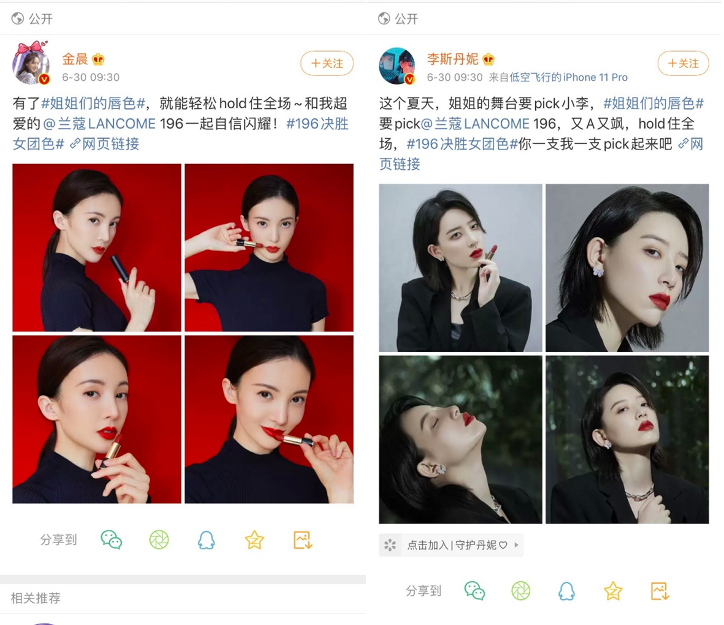 公开
金晨
6-30 09:30
+关注
有了#姐姐们的唇色#，就能轻松hold住全场~和我超
爱的@兰蔻LANCOME 196一起自信闪耀！#196决胜
女团色# 网页链接
分享到
相关推荐
公开
李斯丹妮
6-30 09:30 来自低空飞行的iPhone 11 Pro
+关注
这个夏天，姐姐的舞台要pick小李，#姐姐们的唇色#
要pick@兰蔻LANCOME 196，又A又飒，hold住全
场，#196决胜女团色#你一支我一支pick起来吧 网
页链接
点击加入|守护丹妮♡
分享到